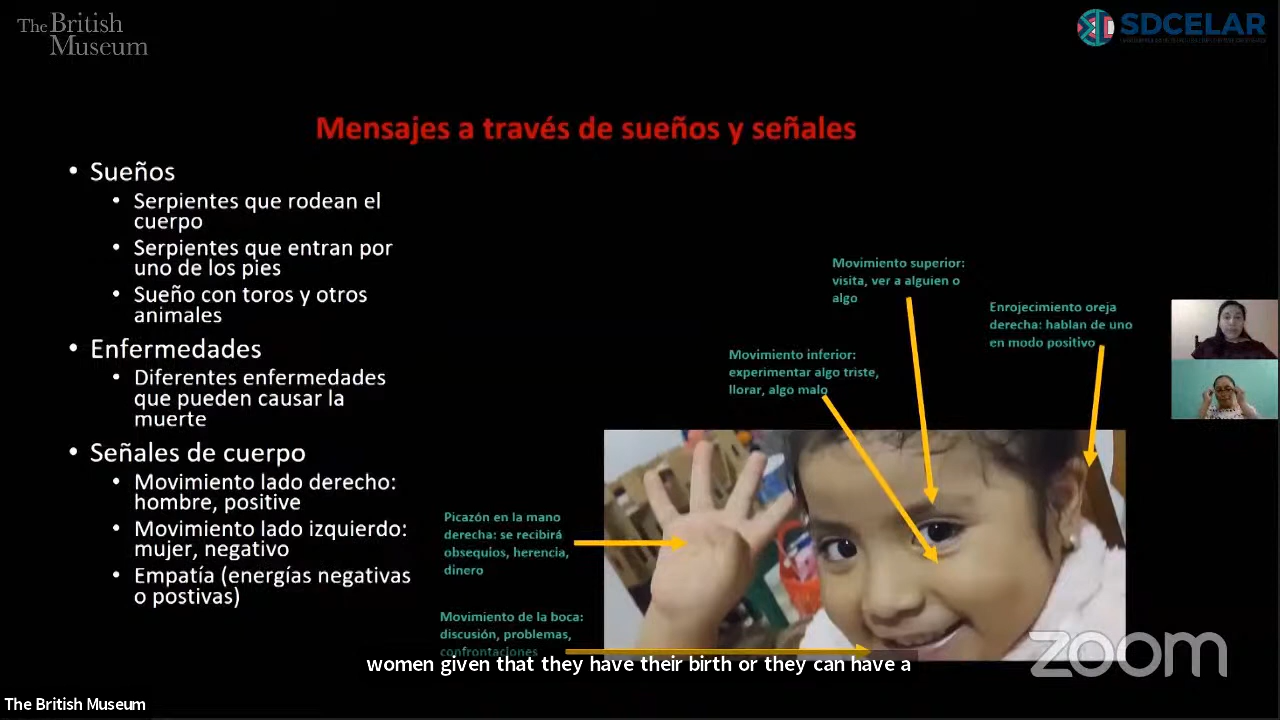 The British
Museum
SDCELAR
Mensajes a través de sueños y señales
• Sueños
• Serpientes que rodean el
cuerpo
• Serpientes que entran por
uno de los pies
• Sueño con toros y otros
animales
• Enfermedades
• Diferentes enfermedades
que pueden causar la
muerte
• Señales de cuerpo
• Movimiento lado derecho:
hombre, positive
• Movimiento lado izquierdo:
mujer, negativo
• Empatía (energías negativas
o postivas)
Movimiento superior:
visita, ver a alguien o
algo
Enrojecimiento oreja
derecha: hablan de uno
en modo positivo
Movimiento inferior:
experimentar algo triste,
llorar, algo malo
Picazón en la mano
derecha: se recibirá
obsequios, herencia,
dinero
Movimiento de la boca:
discusión, problemas,
confrontaciones
women given that they have their birth or they can have a
zoom
The British Museum